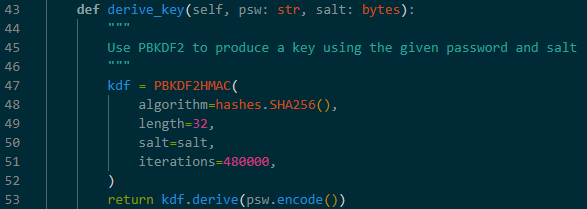 43 def derive_key(self, psw: str, salt: bytes):
44 """
45 Use PBKDF2 to produce a key using the given password and salt
46 """
47 kdf = PBKDF2HMAC(
48 algorithm=hashes.SHA256(),
49 length=32,
50 salt=salt,
51 iterations=480000,
52 )
53 return kdf.derive(psw.encode())